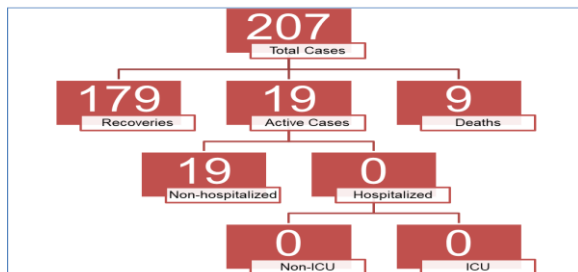 207
Total Cases
179
Recoveries
19
Active Cases
9
Deaths
19
Non-hospitalized
0
Hospitalized
0
Non-ICU
0
ICU